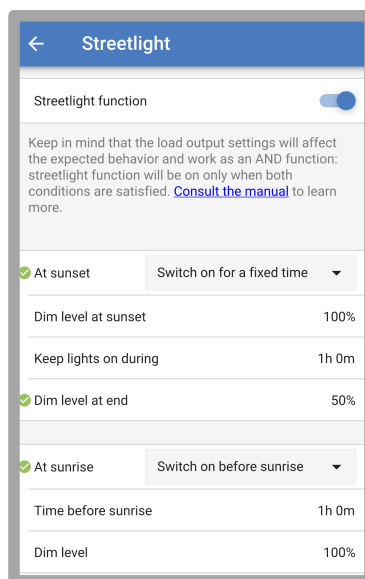 Streetlight
Streetlight function
Keep in mind that the load output settings will affect
the expected behavior and work as an AND function:
streetlight function will be on only when both
conditions are satisfied. Consult the manual to learn
more.
At sunset Switch on for a fixed time
Dim level at sunset 100%
Keep lights on during 1h 0m
Dim level at end 50%
At sunrise Switch on before sunrise
Time before sunrise 1h 0m
Dim level 100%